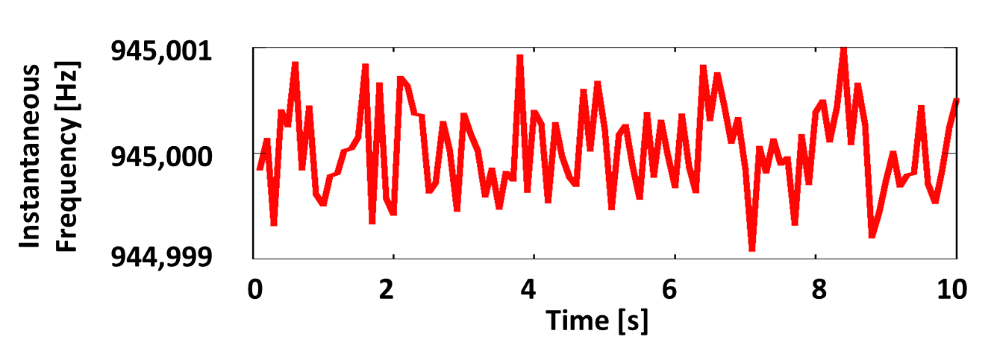 Instantaneous
Frequency [Hz]
945,001
945,000
944,999
0 2 4 6 8 10
Time [s]